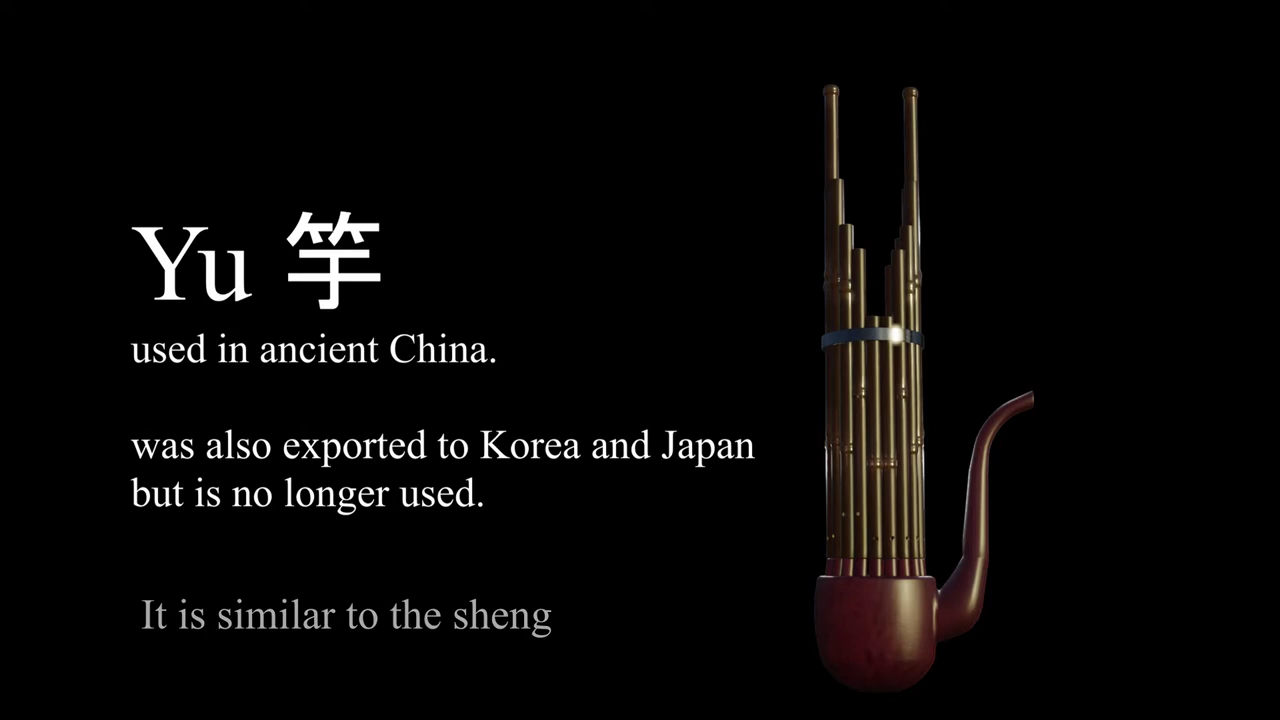 Yu 竽
used in ancient China.
was also exported to Korea and Japan
but is no longer used.
It is similar to the sheng